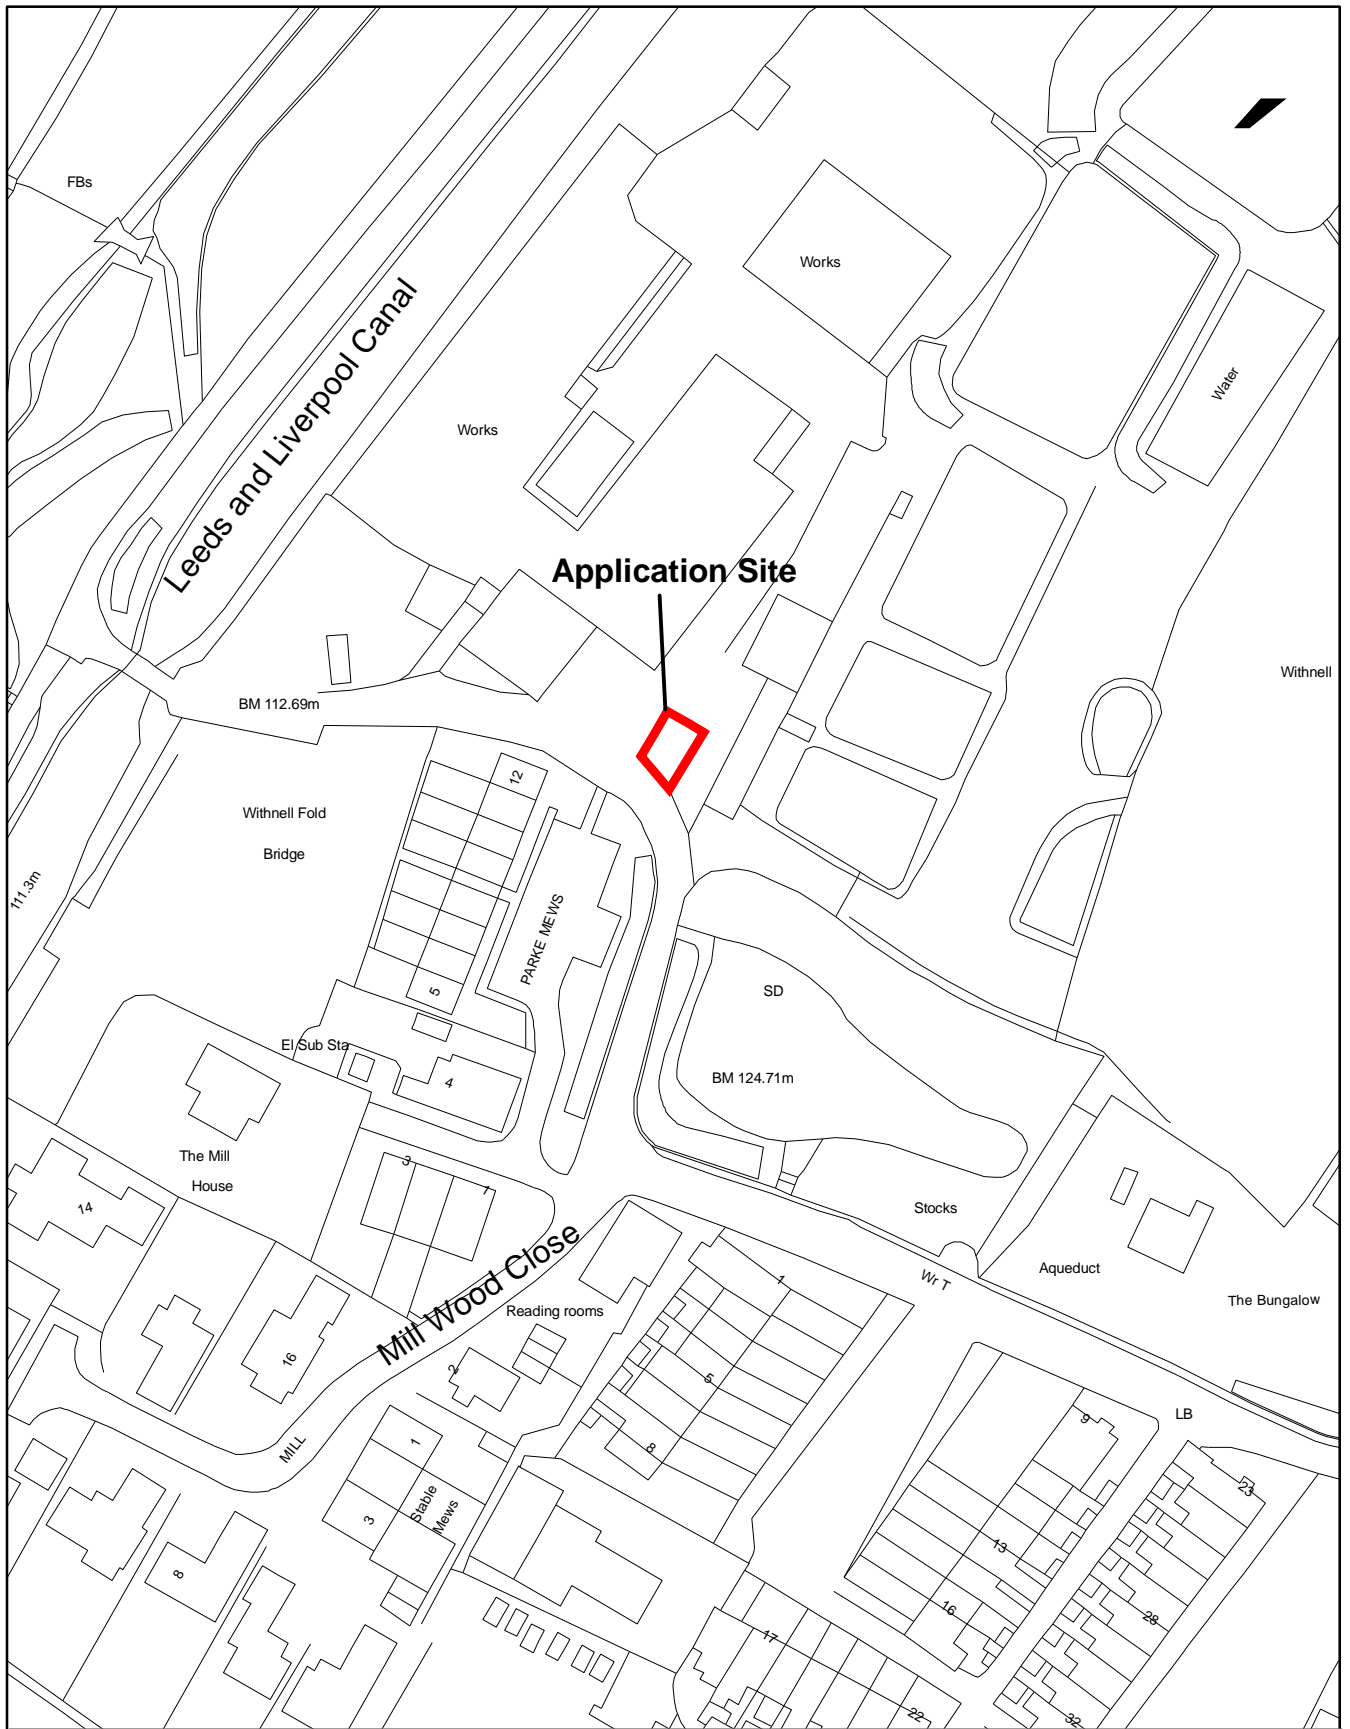 FBs
Leeds and Liverpool Canal
Works
Water
Works
Application Site
Withnell
BM 112.69m
12
Withnell Fold
Bridge
111.3m
PARKE MEWS
5
SD
El Sub Sta
4
BM 124.71m
The Mill
House
3
1
14
Stocks
Mill Wood Close
Wr T
Aqueduct
The Bungalow
Reading rooms
1
16
2
5
8
LB
9
MILL
1
3
Stable
Mews
23
13
8
16
28
17
22
32